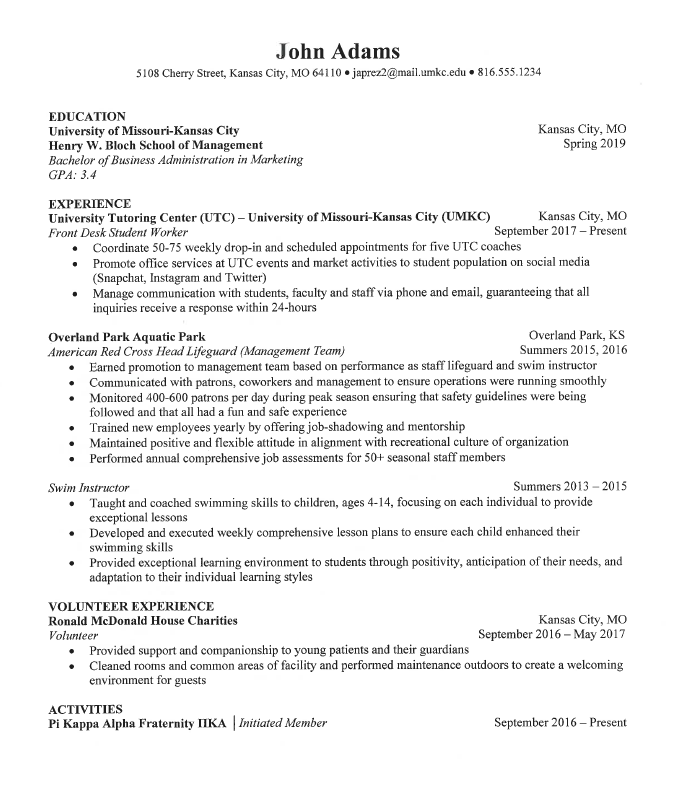 John Adams
5108 Cherry Street, Kansas City, MO 64110 ● japrez2@mail.umkc.edu ● 816.555.1234
EDUCATION
University of Missouri-Kansas City Kansas City, MO
Henry W. Bloch School of Management Spring 2019
Bachelor of Business Administration in Marketing
GPA: 3.4
EXPERIENCE
University Tutoring Center (UTC) – University of Missouri-Kansas City (UMKC) Kansas City, MO
Front Desk Student Worker September 2017 – Present
• Coordinate 50-75 weekly drop-in and scheduled appointments for five UTC coaches
• Promote office services at UTC events and market activities to student population on social media
(Snapchat, Instagram and Twitter)
• Manage communication with students, faculty and staff via phone and email, guaranteeing that all
inquiries receive a response within 24-hours
Overland Park Aquatic Park Overland Park, KS
American Red Cross Head Lifeguard (Management Team) Summers 2015, 2016
• Earned promotion to management team based on performance as staff lifeguard and swim instructor
• Communicated with patrons, coworkers and management to ensure operations were running smoothly
• Monitored 400-600 patrons per day during peak season ensuring that safety guidelines were being
followed and that all had a fun and safe experience
• Trained new employees yearly by offering job-shadowing and mentorship
• Maintained positive and flexible attitude in alignment with recreational culture of organization
• Performed annual comprehensive job assessments for 50+ seasonal staff members
Swim Instructor Summers 2013 – 2015
• Taught and coached swimming skills to children, ages 4-14, focusing on each individual to provide
exceptional lessons
• Developed and executed weekly comprehensive lesson plans to ensure each child enhanced their
swimming skills
• Provided exceptional learning environment to students through positivity, anticipation of their needs, and
adaptation to their individual learning styles
VOLUNTEER EXPERIENCE
Ronald McDonald House Charities Kansas City, MO
Volunteer September 2016 – May 2017
• Provided support and companionship to young patients and their guardians
• Cleaned rooms and common areas of facility and performed maintenance outdoors to create a welcoming
environment for guests
ACTIVITIES
Pi Kappa Alpha Fraternity ΠΚΑ | Initiated Member September 2016 – Present